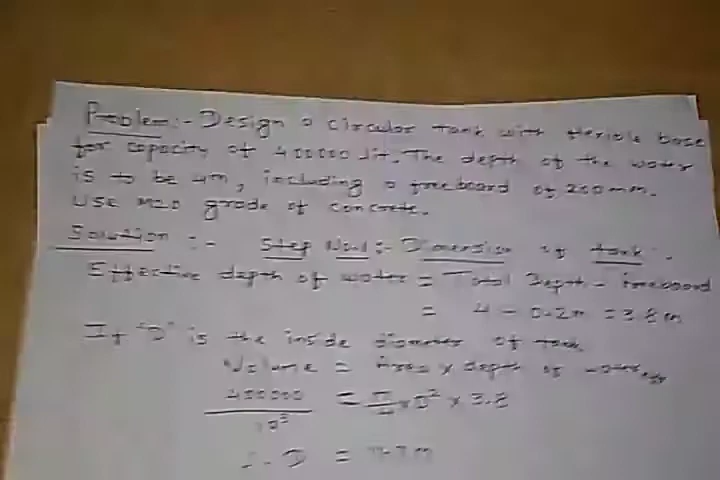 Problem:- Design a circular tank with flexible base
for capacity of 400000 lit. The depth of the water
is to be 4m, including a freeboard of 200mm.
USE M20 grade of concrete.
Solution :- Step No.1:- Dimension of tank:
Effective depth of water = Total Depth - freeboard
= 4 - 0.2m = 3.8m
If "D" is the inside diameter of tank
Volume = Area x depth of water eff
400000 / 10³ = π/4 x D² x 3.8
∴ D =